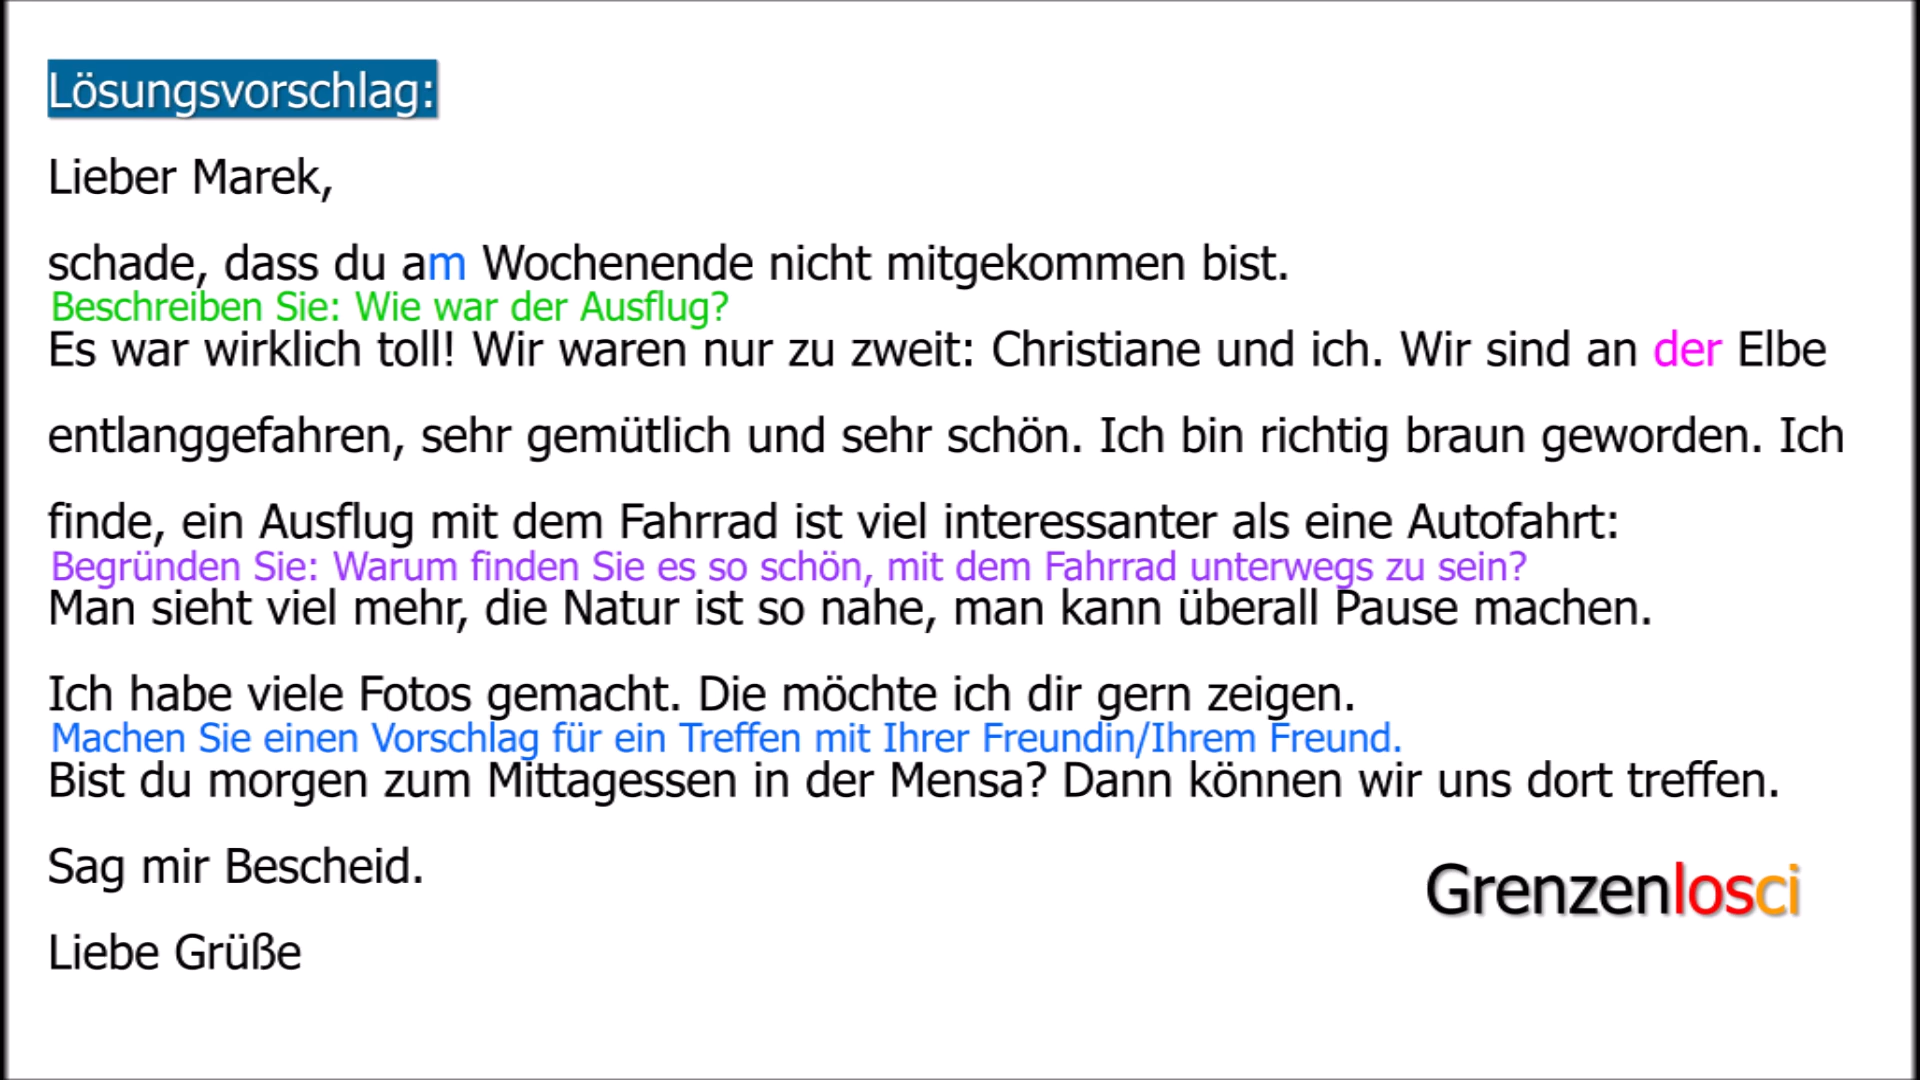 Lösungsvorschlag:
Lieber Marek,
schade, dass du am Wochenende nicht mitgekommen bist.
Beschreiben Sie: Wie war der Ausflug?
Es war wirklich toll! Wir waren nur zu zweit: Christiane und ich. Wir sind an der Elbe
entlanggefahren, sehr gemütlich und sehr schön. Ich bin richtig braun geworden. Ich
finde, ein Ausflug mit dem Fahrrad ist viel interessanter als eine Autofahrt:
Begründen Sie: Warum finden Sie es so schön, mit dem Fahrrad unterwegs zu sein?
Man sieht viel mehr, die Natur ist so nahe, man kann überall Pause machen.
Ich habe viele Fotos gemacht. Die möchte ich dir gern zeigen.
Machen Sie einen Vorschlag für ein Treffen mit Ihrer Freundin/Ihrem Freund.
Bist du morgen zum Mittagessen in der Mensa? Dann können wir uns dort treffen.
Sag mir Bescheid.
Grenzenlosci
Liebe Grüße